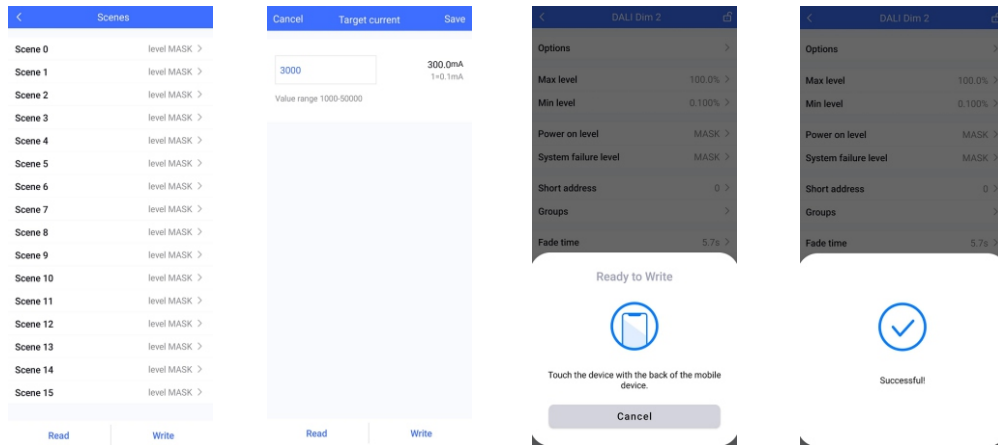 Scenes
Scene 0 level MASK
Scene 1 level MASK
Scene 2 level MASK
Scene 3 level MASK
Scene 4 level MASK
Scene 5 level MASK
Scene 6 level MASK
Scene 7 level MASK
Scene 8 level MASK
Scene 9 level MASK
Scene 10 level MASK
Scene 11 level MASK
Scene 12 level MASK
Scene 13 level MASK
Scene 14 level MASK
Scene 15 level MASK
Read Write
Cancel Target current Save
3000 300.0mA
1=0.1mA
Value range 1000-50000
Read Write
DALI Dim 2
Options
Max level 100.0%
Min level 0.100%
Power on level MASK
System failure level MASK
Short address 0
Groups
Fade time 5.7s
Ready to Write
Touch the device with the back of the mobile
device.
Cancel
DALI Dim 2
Options
Max level 100.0%
Min level 0.100%
Power on level MASK
System failure level MASK
Short address 0
Groups
Fade time 5.7s
Successful!